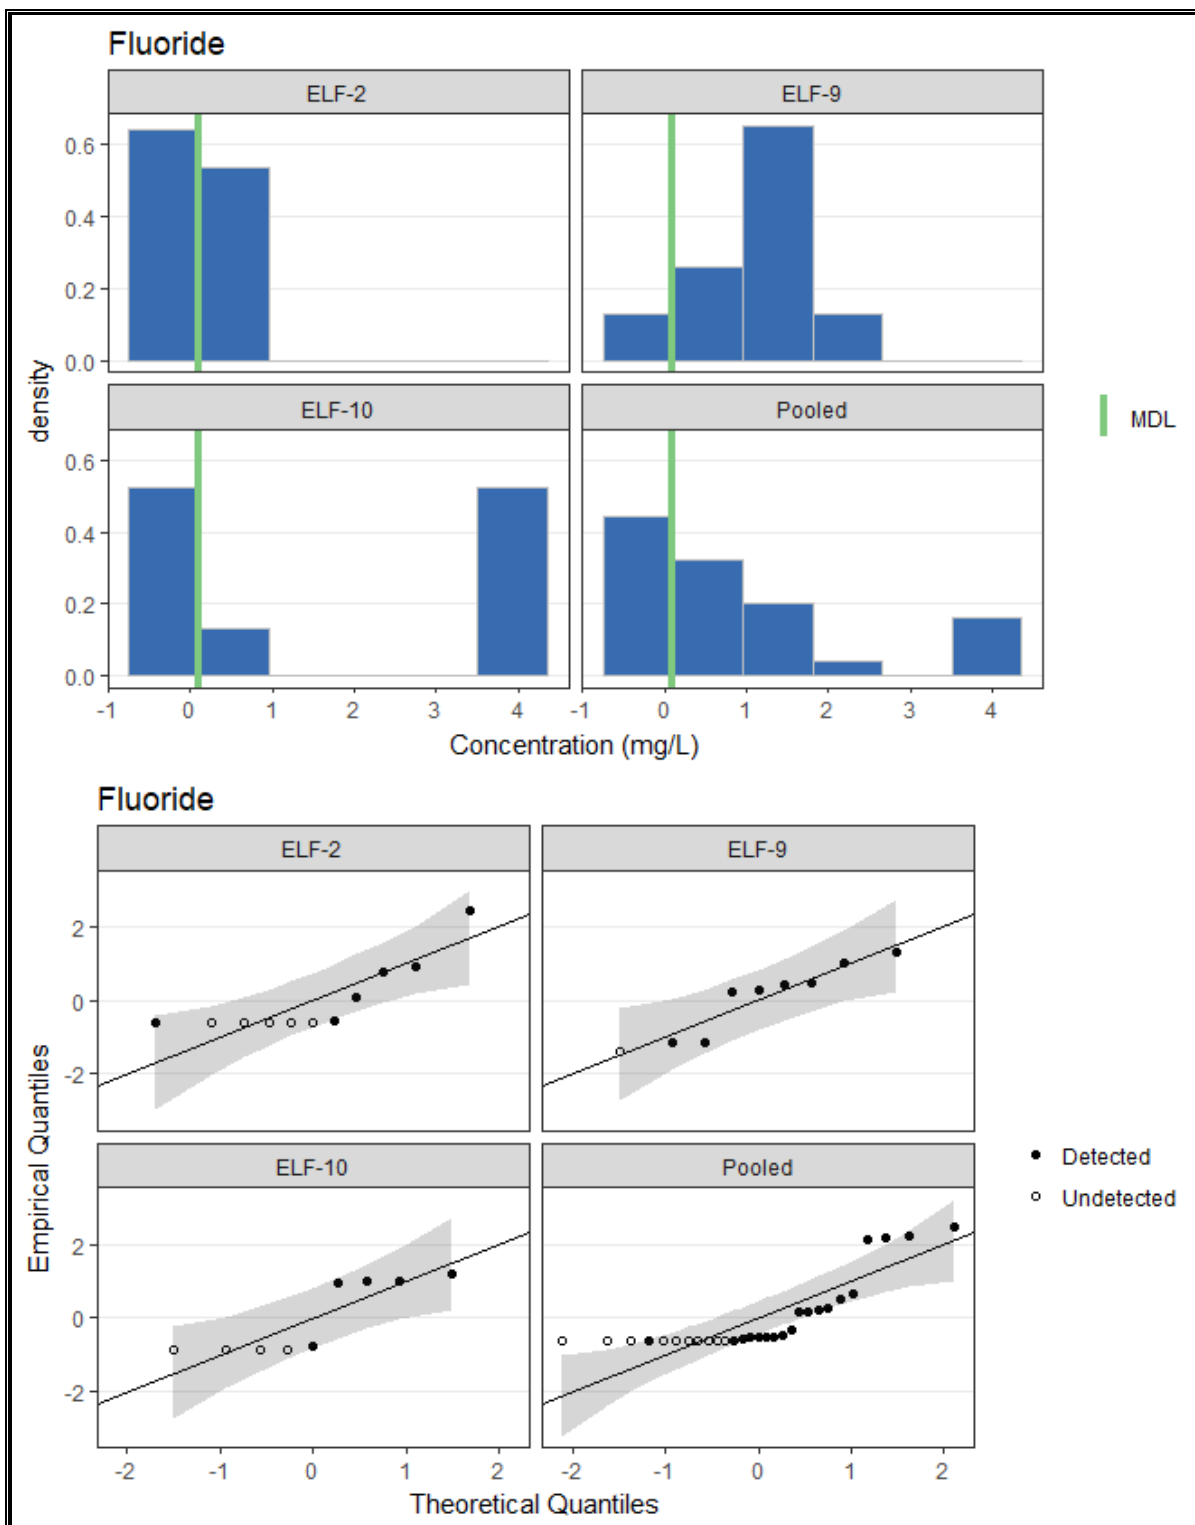 Fluoride
ELF-2
ELF-9
0.6
0.4
0.2
0.0
ELF-10
Pooled
0.6
0.4
0.2
0.0
density
-1 0 1 2 3 4 -1 0 1 2 3 4
Concentration (mg/L)
MDL
Fluoride
ELF-2
ELF-9
2
0
-2
ELF-10
Pooled
2
0
-2
Empirical Quantiles
-2 -1 0 1 2 -2 -1 0 1 2
Theoretical Quantiles
Detected
Undetected